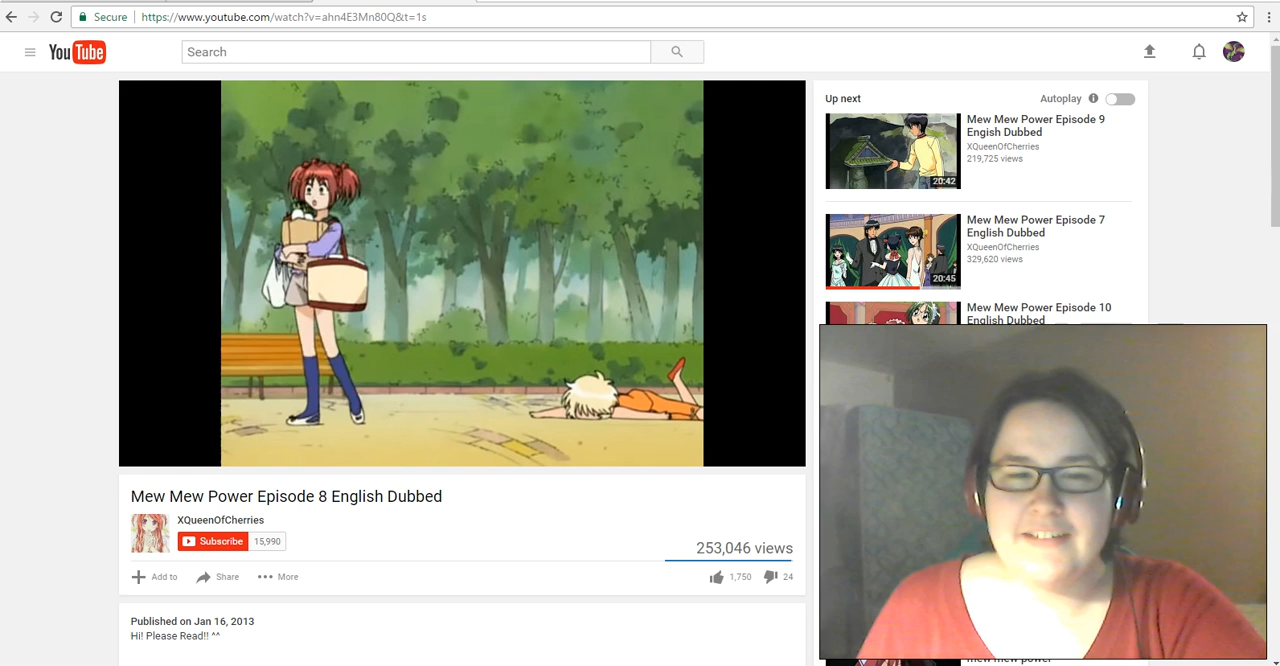 Secure https://www.youtube.com/watch?v=ahn4E3Mn80Q&t=1s
YouTube
Search
Up next
Autoplay
Mew Mew Power Episode 9
Engish Dubbed
XQueenOfCherries
219,725 views
20:42
Mew Mew Power Episode 7
English Dubbed
XQueenOfCherries
329,620 views
20:45
Mew Mew Power Episode 10
English Dubbed
Mew Mew Power Episode 8 English Dubbed
XQueenOfCherries
Subscribe 15,990
253,046 views
Add to Share More
1,750 24
Published on Jan 16, 2013
Hi! Please Read!! ^^
mew mew power